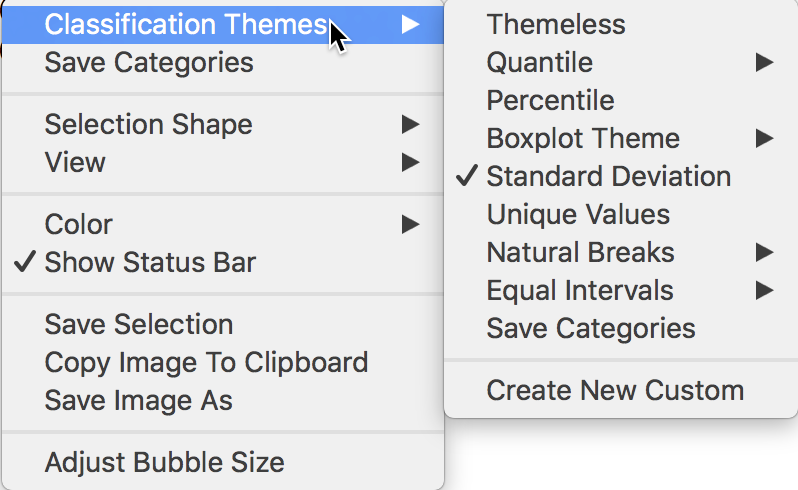 Classification Themes
Save Categories
Selection Shape
View
Color
Show Status Bar
Save Selection
Copy Image To Clipboard
Save Image As
Adjust Bubble Size
Themeless
Quantile
Percentile
Boxplot Theme
Standard Deviation
Unique Values
Natural Breaks
Equal Intervals
Save Categories
Create New Custom